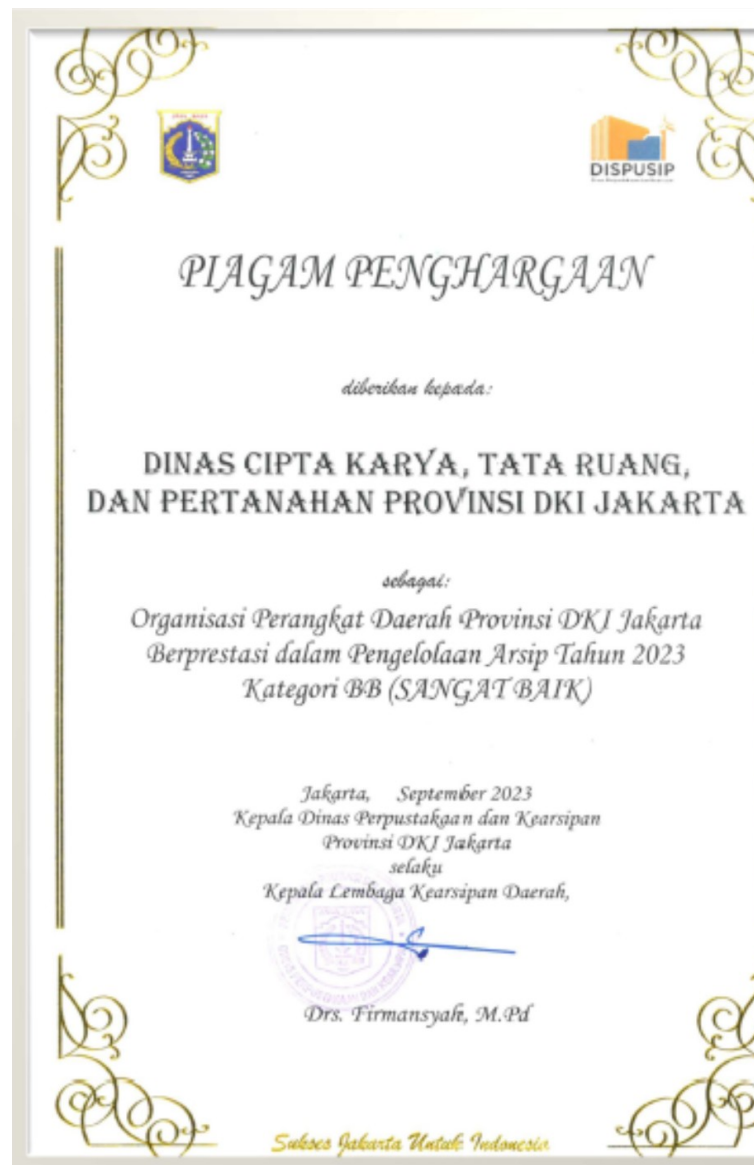 JAYA RAYA
DISPUSIP
PIAGAM PENGHARGAAN
diberikan kepada:
DINAS CIPTA KARYA, TATA RUANG,
DAN PERTANAHAN PROVINSI DKI JAKARTA
sebagai:
Organisasi Perangkat Daerah Provinsi DKI Jakarta
Berprestasi dalam Pengelolaan Arsip Tahun 2023
Kategori BB (SANGAT BAIK)
Jakarta, September 2023
Kepala Dinas Perpustakaan dan Kearsipan
Provinsi DKI Jakarta
selaku
Kepala Lembaga Kearsipan Daerah,
Drs. Firmansyah, M.Pd
Sukses Jakarta Untuk Indonesia